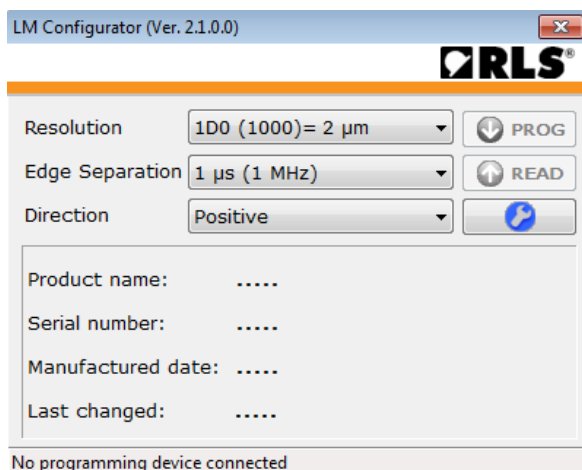 LM Configurator (Ver. 2.1.0.0)
RLS®
Resolution 1D0 (1000)= 2 µm PROG
Edge Separation 1 µs (1 MHz) READ
Direction Positive
Product name: .....
Serial number: .....
Manufactured date: .....
Last changed: .....
No programming device connected